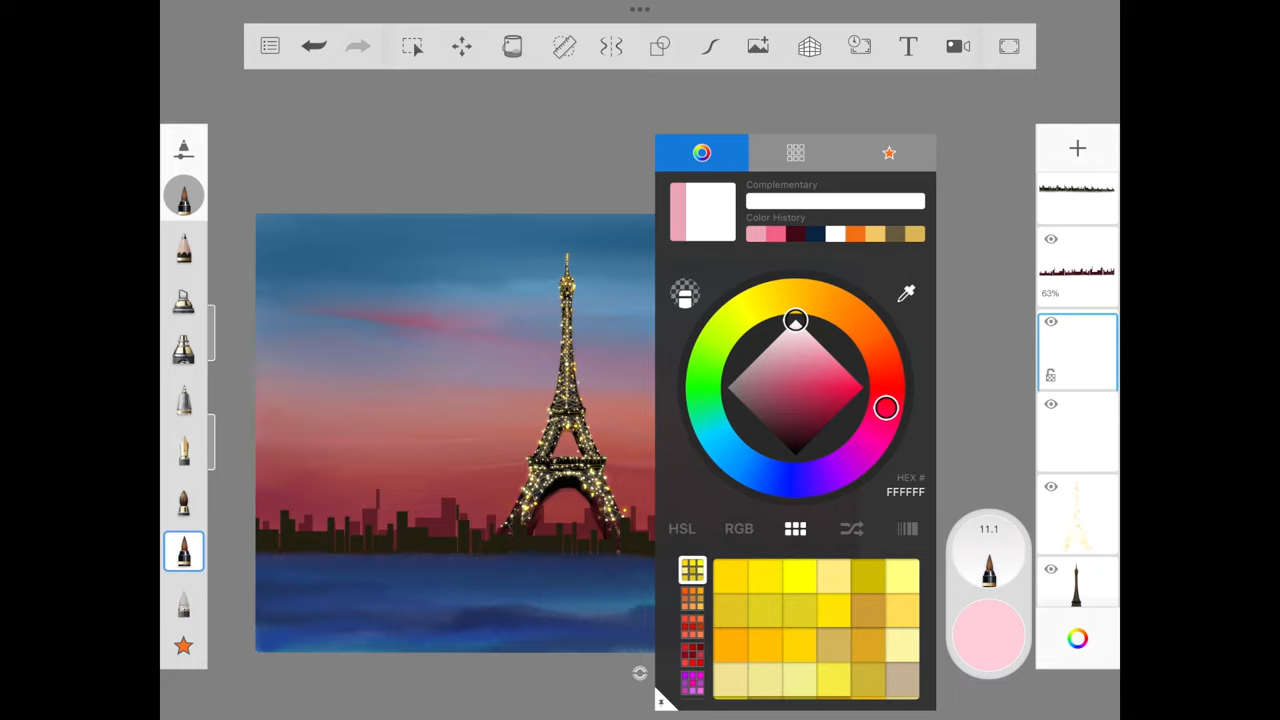 T
Complementary
Color History
63%
HEX #
FFFFFF
HSL RGB
11.1